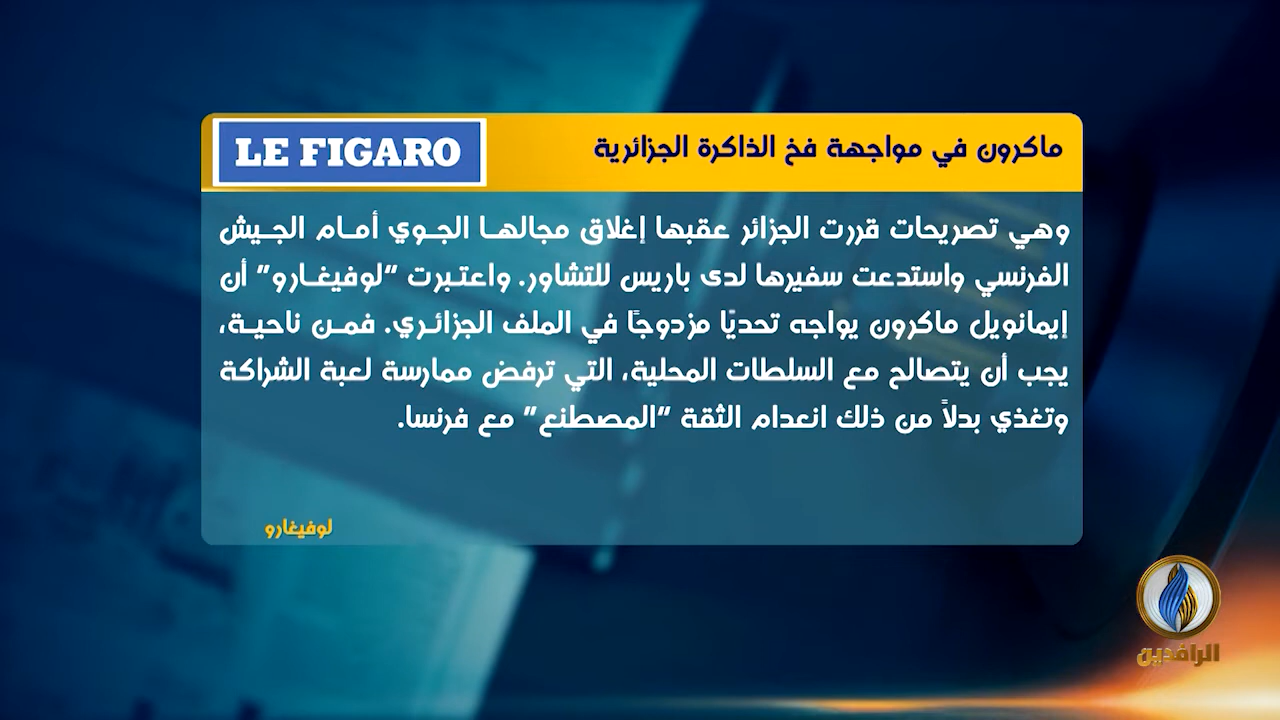 LE FIGARO
ماكرون في مواجهة فخ الذاكرة الجزائرية
وهي تصريحات قررت الجزائر عقبها إغلاق مجالها الجوي أمام الجيش
الفرنسي واستدعت سفيرها لدى باريس للتشاور. واعتبرت “لوفيغارو” أن
إيمانويل ماكرون يواجه تحديًا مزدوجًا في الملف الجزائري. فمن ناحية،
يجب أن يتصالح مع السلطات المحلية، التي ترفض ممارسة لعبة الشراكة
وتغذي بدلاً من ذلك انعدام الثقة “المصطنع” مع فرنسا.
لوفيغارو
الرافدين